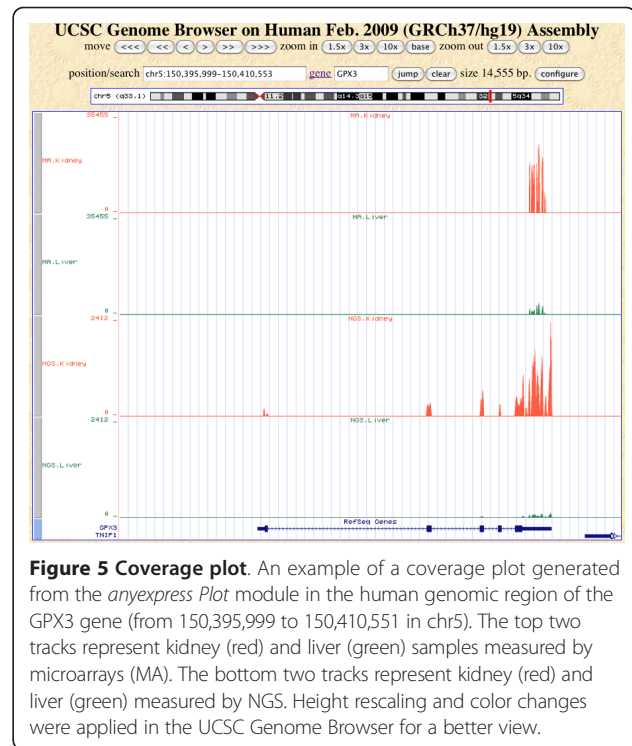 UCSC Genome Browser on Human Feb. 2009 (GRCh37/hg19) Assembly
move <<< << < > >> >>> zoom in 1.5x 3x 10x base zoom out 1.5x 3x 10x
position/search chr5:150,395,999-150,410,553 gene GPX3 jump clear size 14,555 bp. configure
chr5 (q33.1) 11.2 q14.3 q15 32 5q34
35455 _ MA.Kidney
MA.Kidney
0 _
35455 _ MA.Liver
MA.Liver
0 _
2412 _ NGS.Kidney
NGS.Kidney
0 _
2412 _ NGS.Liver
NGS.Liver
0 _
RefSeq Genes
GPX3
TNIP1
Figure 5 Coverage plot. An example of a coverage plot generated
from the anyexpress Plot module in the human genomic region of the
GPX3 gene (from 150,395,999 to 150,410,551 in chr5). The top two
tracks represent kidney (red) and liver (green) samples measured by
microarrays (MA). The bottom two tracks represent kidney (red) and
liver (green) measured by NGS. Height rescaling and color changes
were applied in the UCSC Genome Browser for a better view.